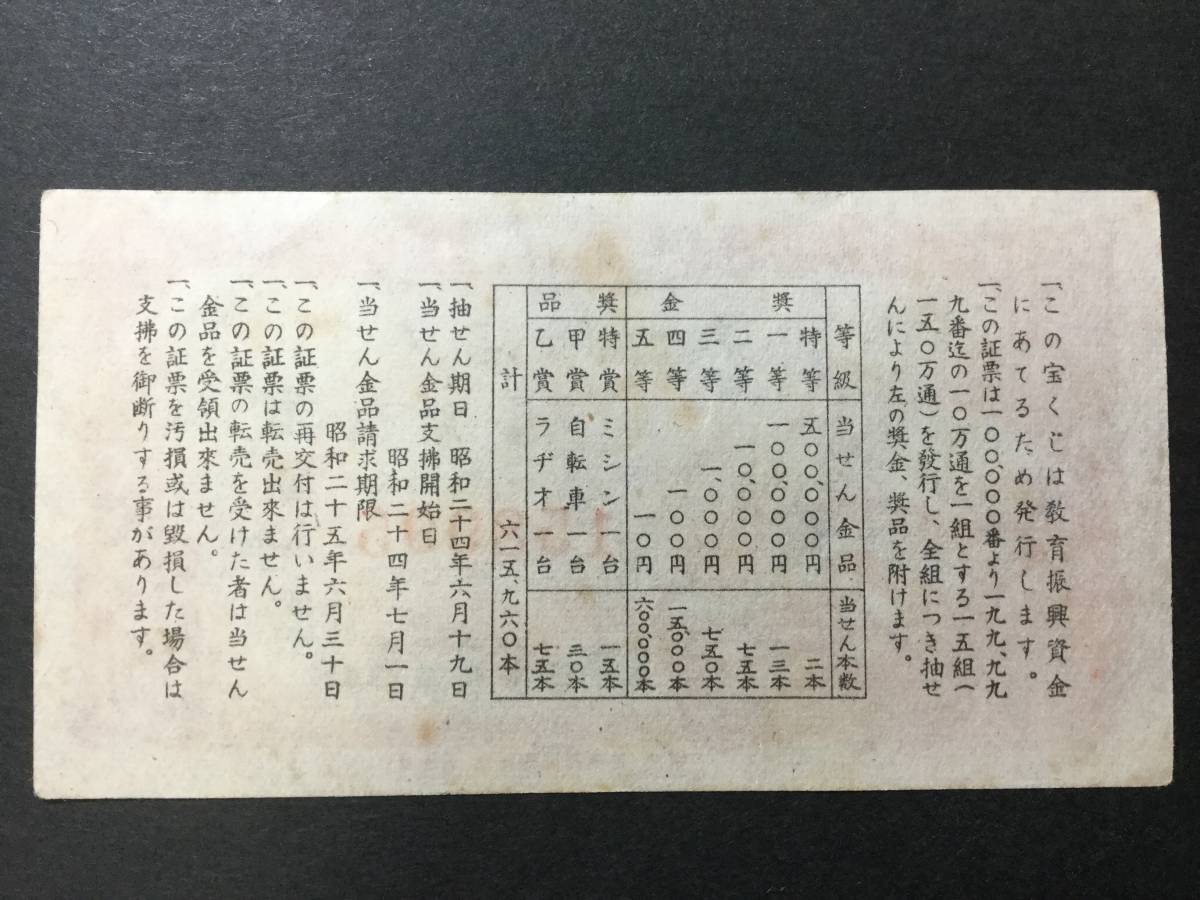 一、この宝くじは教育振興資金
にあてるため発行します。
一、この証票は一〇〇、〇〇〇番より一九九、九九
九番迄の一〇万通を一組とする一五組(
一五〇万通)を發行し、全組につき抽せ
んにより左の奬金、奬品を附けます。
等級 当せん金品 当せん本数
奬金
特等 五〇〇、〇〇〇円 二本
一等 一〇〇、〇〇〇円 一三本
二等 一〇、〇〇〇円 七五本
三等 一、〇〇〇円 七五〇本
四等 一〇〇円 一五、〇〇〇本
五等 一〇円 六〇〇、〇〇〇本
奬品
特賞 ミシン一台 一五本
甲賞 自転車一台 三〇本
乙賞 ラヂオ一台 七五本
計 六一五、九六〇本
一、抽せん期日 昭和二十四年六月十九日
一、当せん金品支拂開始日
昭和二十四年七月一日
一、当せん金品請求期限
昭和二十五年六月三十日
一、この証票の再交付は行いません。
一、この証票は転売出來ません。
一、この証票の転売を受けた者は当せん
金品を受領出來ません。
一、この証票を汚損或は毀損した場合は
支拂を御断りする事があります。